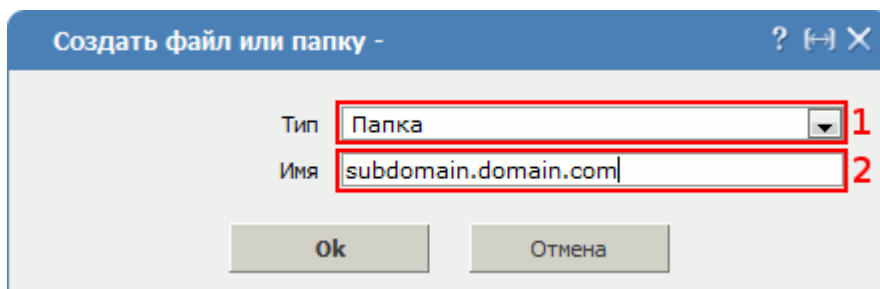 Создать файл или папку -
Тип Папка 1
Имя subdomain.domain.com 2
Ok Отмена